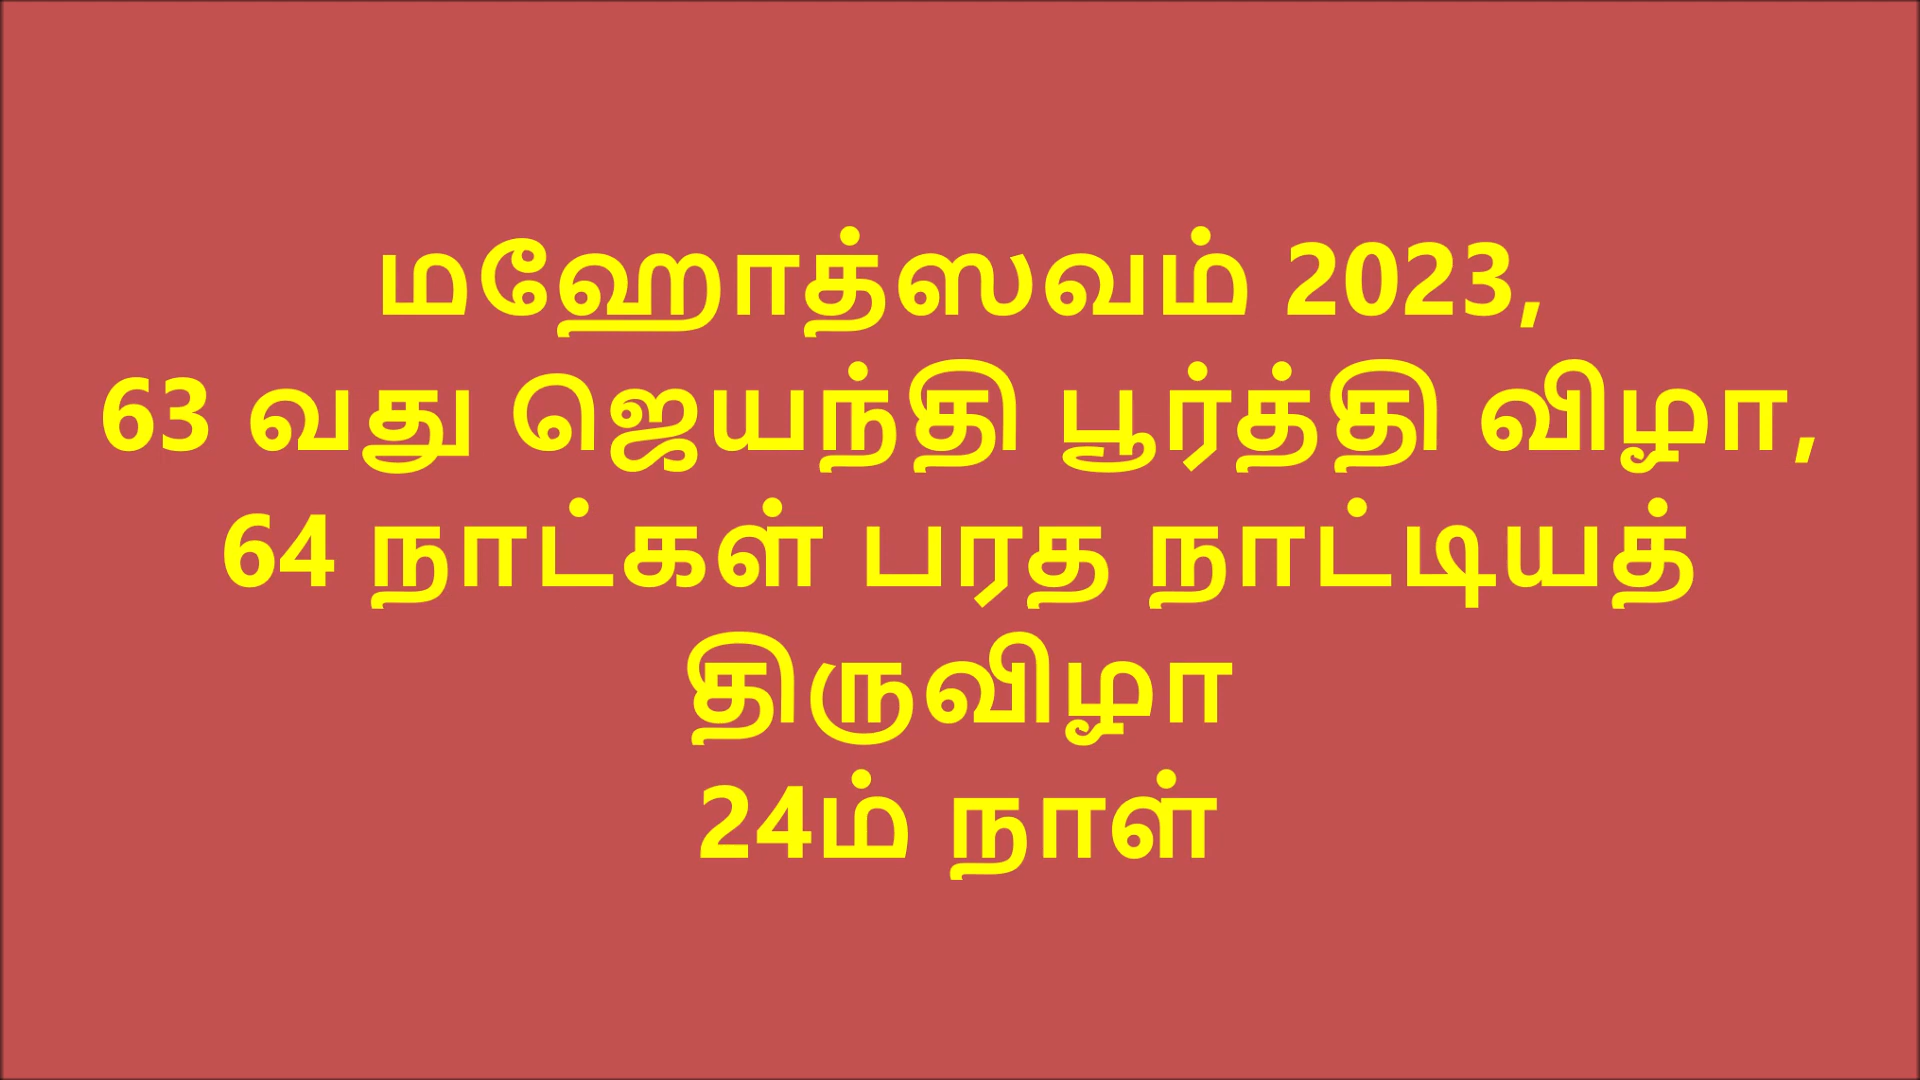 மஹோத்ஸவம் 2023,
63 வது ஜெயந்தி பூர்த்தி விழா,
64 நாட்கள் பரத நாட்டியத்
திருவிழா
24ம் நாள்